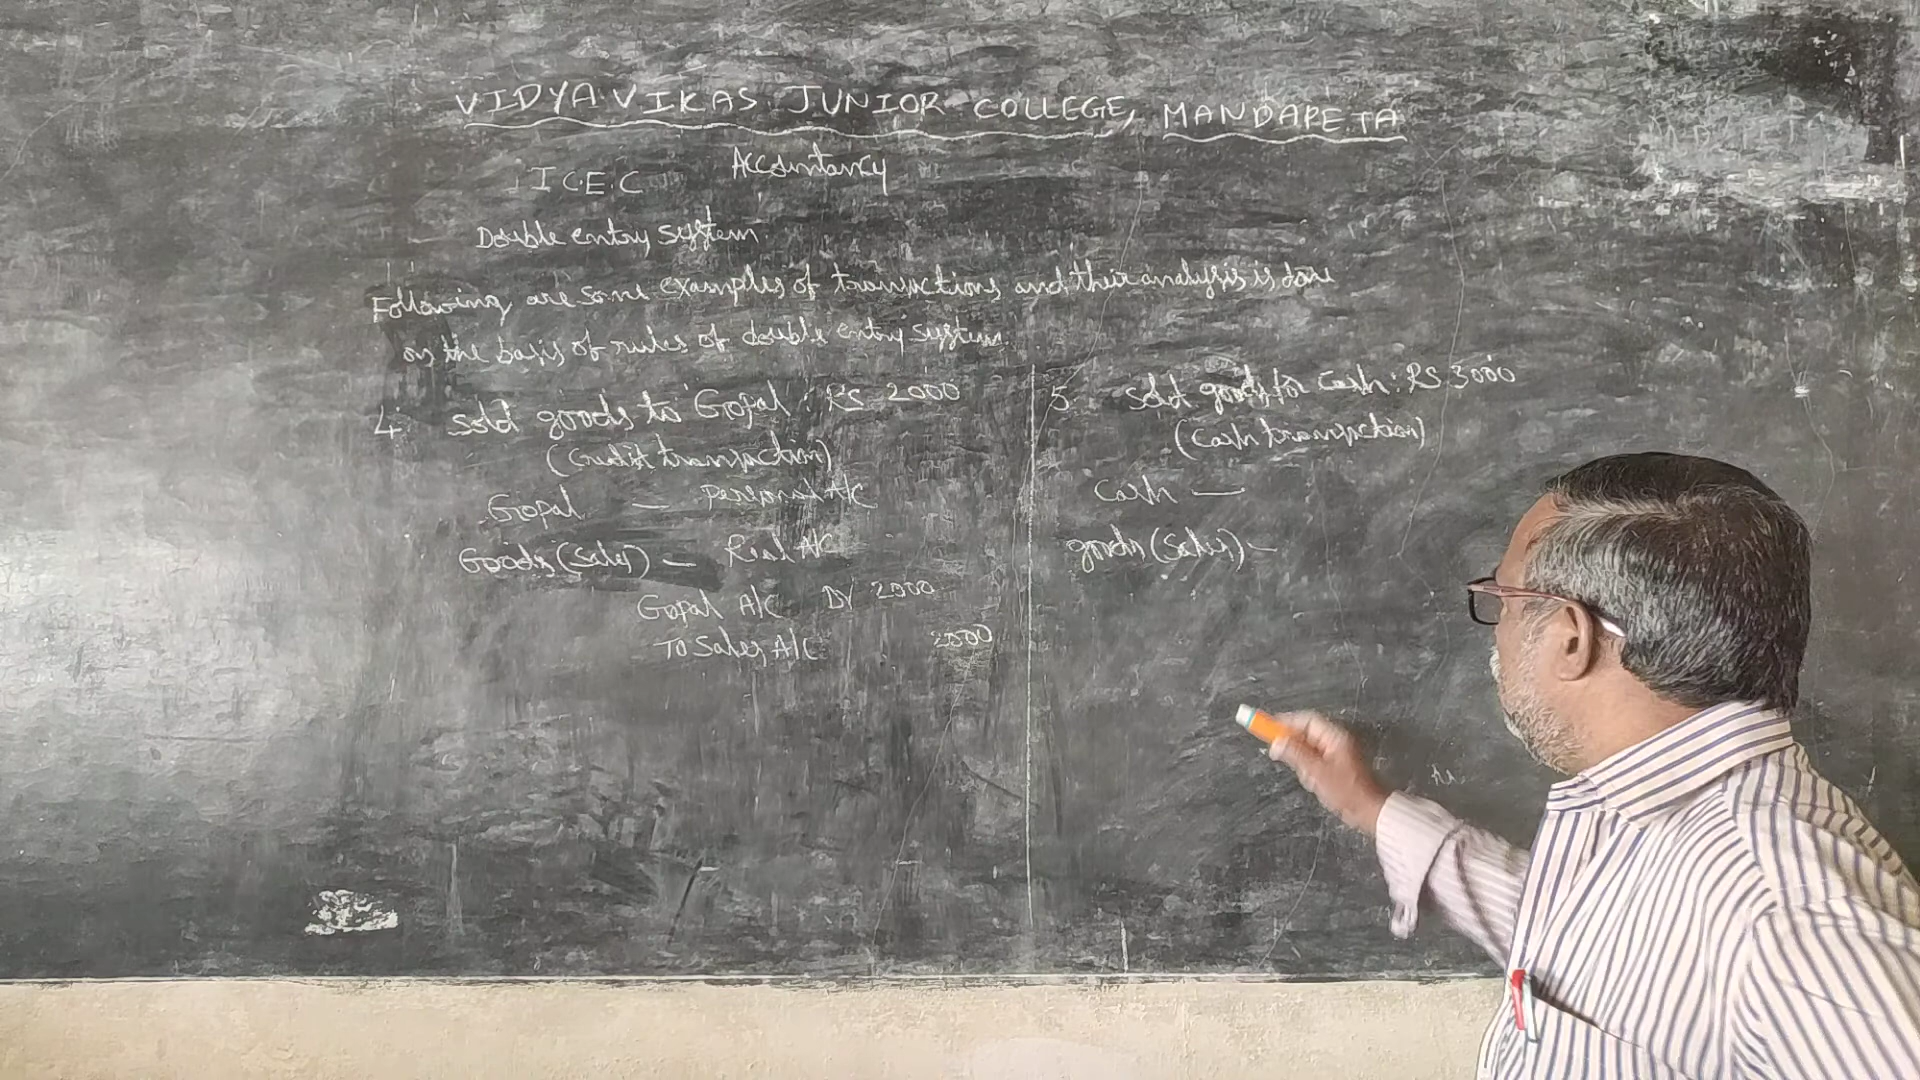 VIDYA.VIKAS JUNIOR COLLEGE, MANDAPETA
I C.E.C Accountancy
Double entry system
Following are some examples of transactions and their analysis is done
on the basis of rules of double entry system.
4. sold goods to Gopal : RS 2000
(Credit transaction)
Gopal — personal A/C
Goods (Sales) — Real A/C
Gopal A/C Dr 2000
To Sales A/C 2000
5 sold goods for cash : RS 3000
(Cash transaction)
Cash —
goods (Sales) —